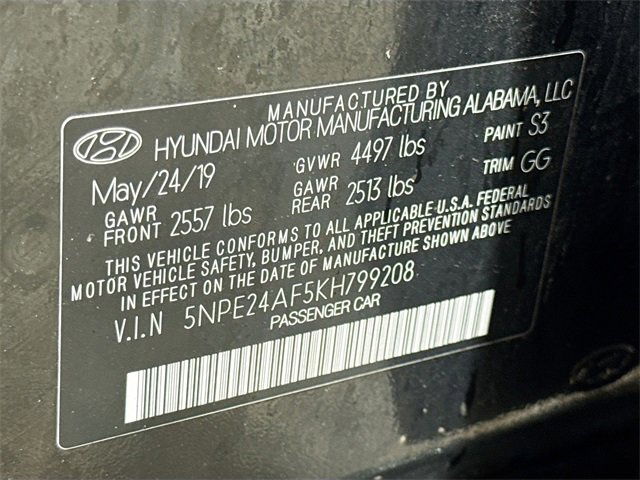 MANUFACTURED BY
HYUNDAI MOTOR MANUFACTURING ALABAMA, LLC
May/24/19 GVWR 4497 lbs PAINT S3
GAWR FRONT 2557 lbs GAWR REAR 2513 lbs TRIM GG
THIS VEHICLE CONFORMS TO ALL APPLICABLE U.S.A. FEDERAL
MOTOR VEHICLE SAFETY, BUMPER, AND THEFT PREVENTION STANDARDS
IN EFFECT ON THE DATE OF MANUFACTURE SHOWN ABOVE
V.I.N 5NPE24AF5KH799208
PASSENGER CAR